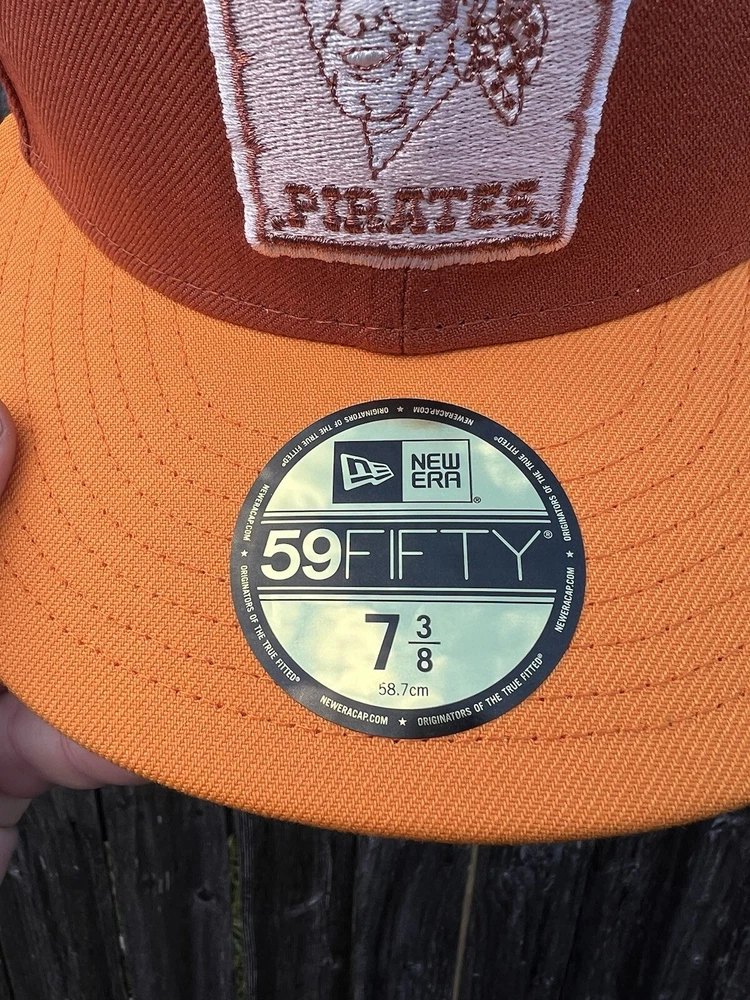 PIRATES
NEWERACAP.COM ★ ORIGINATORS OF THE TRUE FITTED®
NEWERACAP.COM ★ ORIGINATORS OF THE TRUE FITTED®
NEWERACAP.COM ★ ORIGINATORS OF THE TRUE FITTED®
NEWERACAP.COM ★ ORIGINATORS OF THE TRUE FITTED®
NE
NEW
ERA®
59FIFTY®
7 3/8
58.7cm